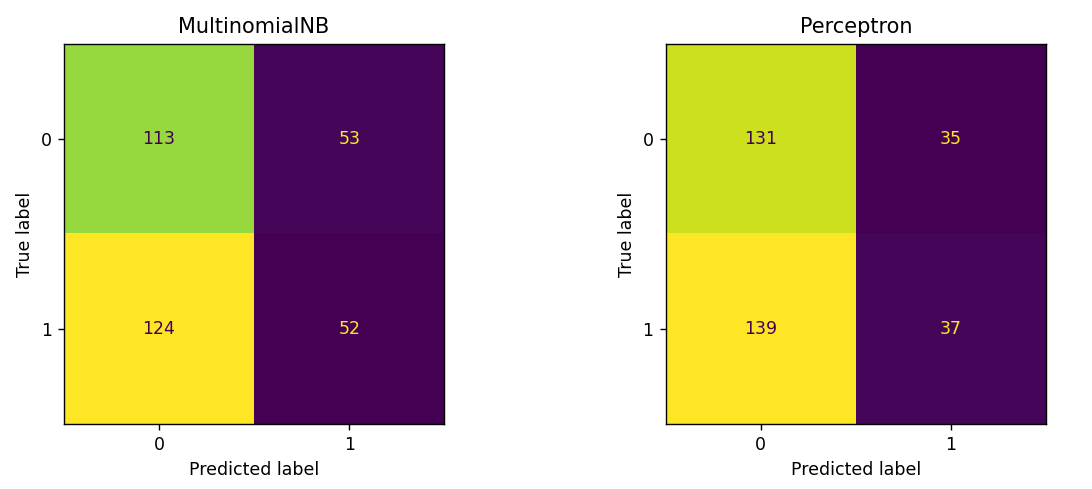 MultinomialNB
True label
0
113
53
1
124
52
0
1
Predicted label
Perceptron
True label
0
131
35
1
139
37
0
1
Predicted label